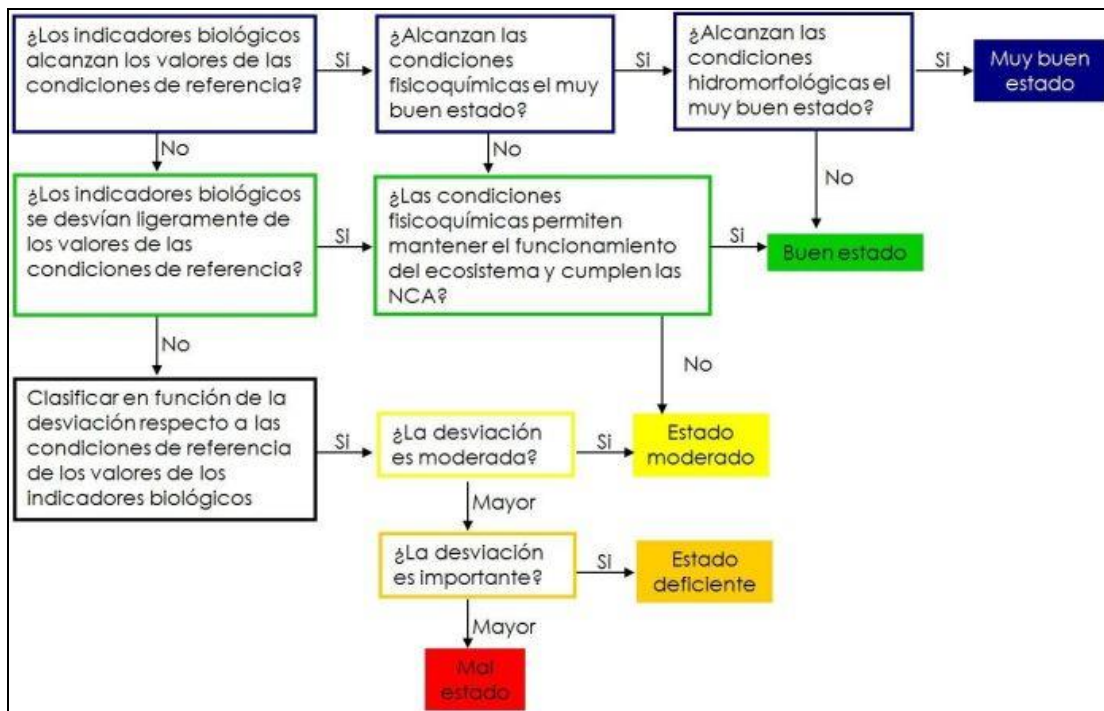 ¿Los indicadores biológicos
alcanzan los valores de las
condiciones de referencia?
Si
¿Alcanzan las
condiciones
fisicoquímicas el muy
buen estado?
Si
¿Alcanzan las
condiciones
hidromorfológicas el
muy buen estado?
Si
Muy buen
estado
No
No
No
¿Los indicadores biológicos
se desvían ligeramente de
los valores de las
condiciones de referencia?
Si
¿Las condiciones
fisicoquímicas permiten
mantener el funcionamiento
del ecosistema y cumplen las
NCA?
Si
Buen estado
No
No
Clasificar en función de la
desviación respecto a las
condiciones de referencia
de los valores de los
indicadores biológicos
Si
¿La desviación
es moderada?
Si
Estado
moderado
Mayor
¿La desviación
es importante?
Si
Estado
deficiente
Mayor
Mal
estado